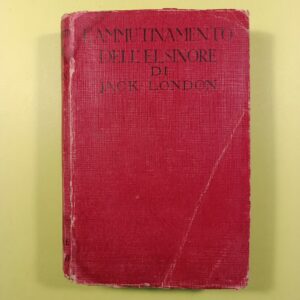 L'AMMUTINAMENTO
DELL'ELSINORE
DI
JACK LONDON